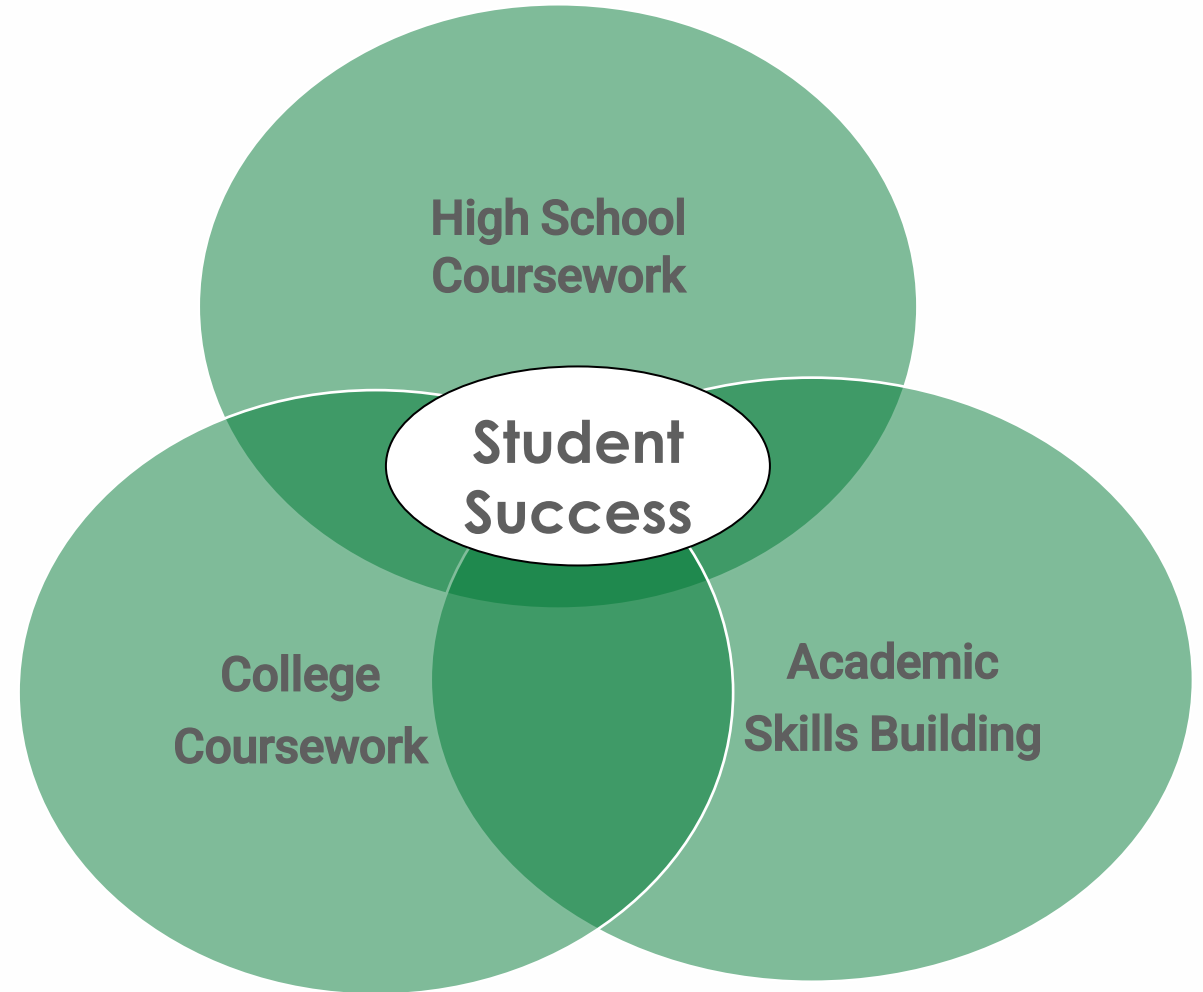 High School
Coursework
Student
Success
College
Coursework
Academic
Skills Building